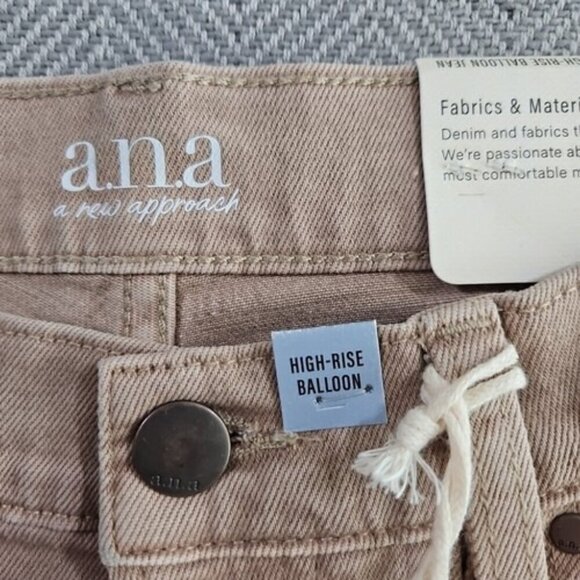 HIGH-RISE BALLOON JEAN
a.n.a
a new approach
Fabrics & Materi
Denim and fabrics th
We're passionate ab
most comfortable m
HIGH-RISE
BALLOON
a.n.a
a.n.